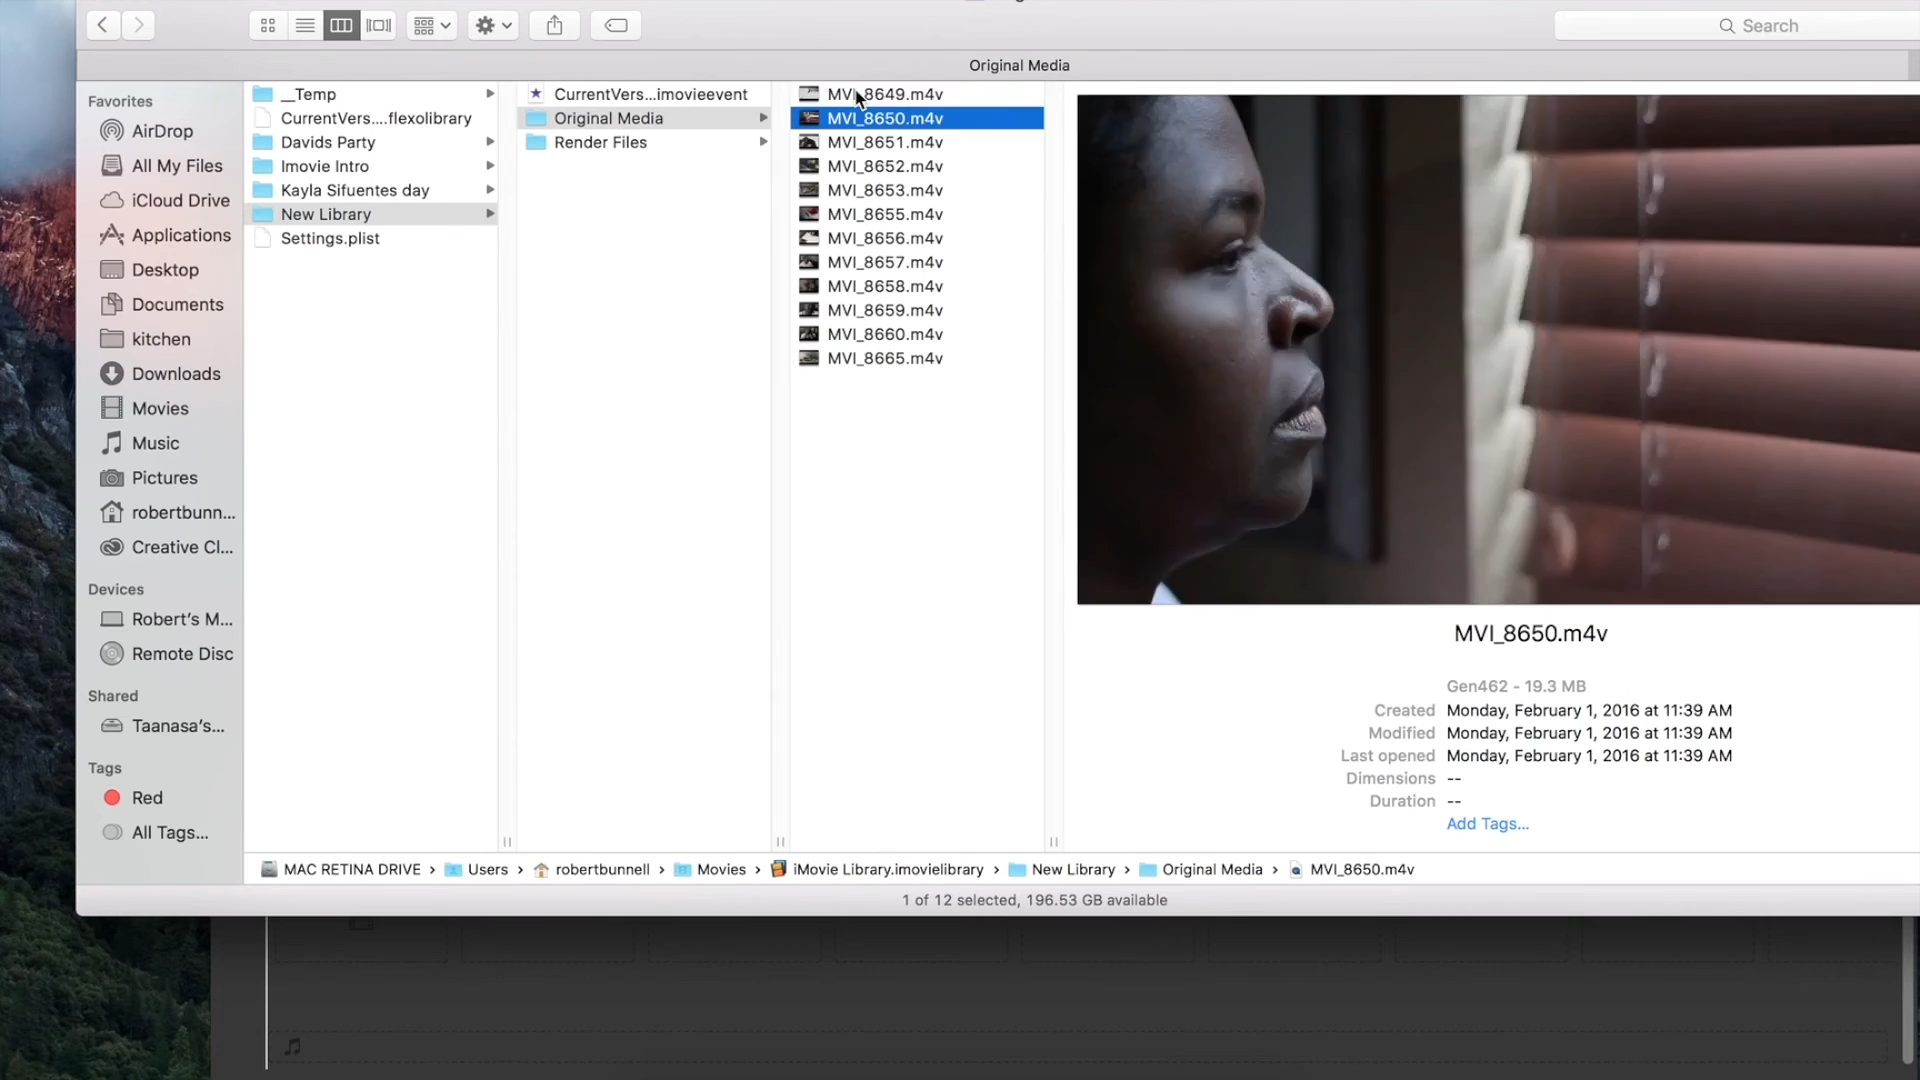 Search
Original Media
Favorites
AirDrop
All My Files
iCloud Drive
Applications
Desktop
Documents
kitchen
Downloads
Movies
Music
Pictures
robertbunn...
Creative Cl...
Devices
Robert's M...
Remote Disc
Shared
Taanasa's...
Tags
Red
All Tags...
__Temp
CurrentVers....flexolibrary
Davids Party
Imovie Intro
Kayla Sifuentes day
New Library
Settings.plist
CurrentVers...imovieevent
Original Media
Render Files
MVI_8649.m4v
MVI_8650.m4v
MVI_8651.m4v
MVI_8652.m4v
MVI_8653.m4v
MVI_8655.m4v
MVI_8656.m4v
MVI_8657.m4v
MVI_8658.m4v
MVI_8659.m4v
MVI_8660.m4v
MVI_8665.m4v
MVI_8650.m4v
Gen462 - 19.3 MB
Created Monday, February 1, 2016 at 11:39 AM
Modified Monday, February 1, 2016 at 11:39 AM
Last opened Monday, February 1, 2016 at 11:39 AM
Dimensions --
Duration --
Add Tags...
MAC RETINA DRIVE › Users › robertbunnell › Movies › iMovie Library.imovielibrary › New Library › Original Media › MVI_8650.m4v
1 of 12 selected, 196.53 GB available